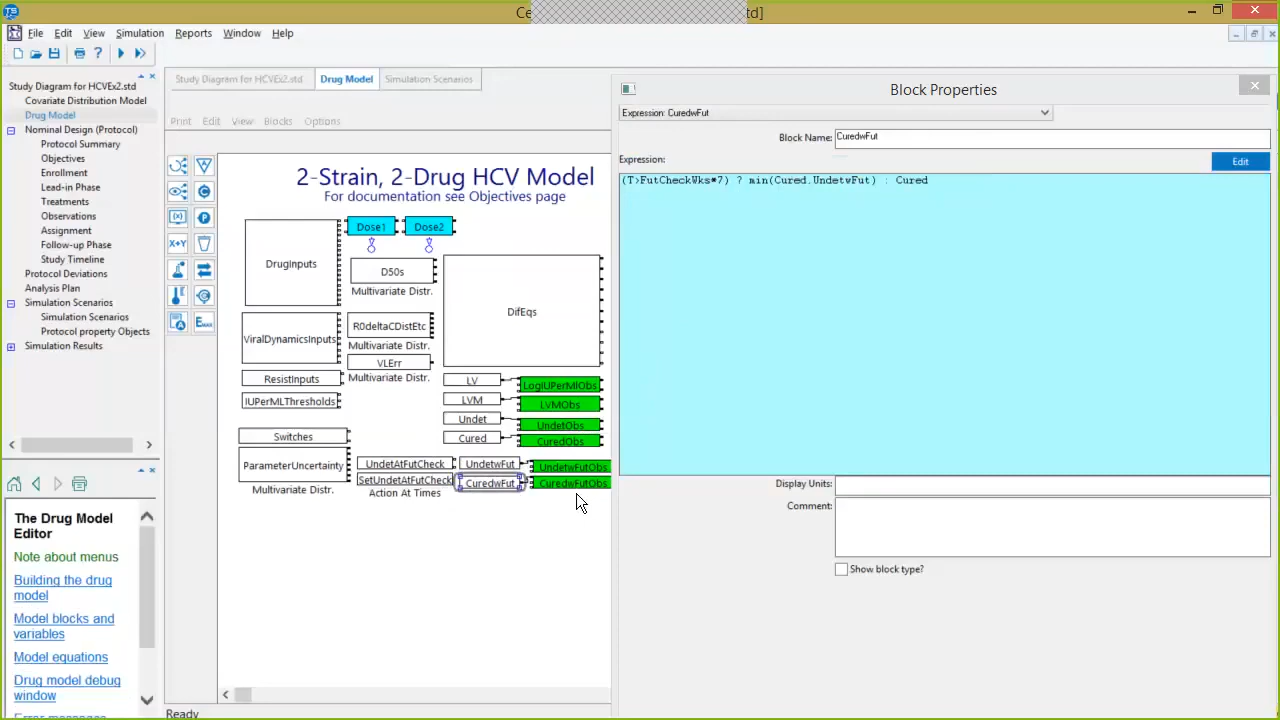 TS
Ce td]
File Edit View Simulation Reports Window Help
Study Diagram for HCVEx2.std
Covariate Distribution Model
Drug Model
Nominal Design (Protocol)
Protocol Summary
Objectives
Enrollment
Lead-in Phase
Treatments
Observations
Assignment
Follow-up Phase
Study Timeline
Protocol Deviations
Analysis Plan
Simulation Scenarios
Simulation Scenarios
Protocol property Objects
Simulation Results
The Drug Model
Editor
Note about menus
Building the drug
model
Model blocks and
variables
Model equations
Drug model debug
window
Error messages
Study Diagram for HCVEx2.std Drug Model Simulation Scenarios
Print Edit View Blocks Options
2-Strain, 2-Drug HCV Model
For documentation see Objectives page
DrugInputs
Dose1
Dose2
D50s
Multivariate Distr.
DifEqs
ViralDynamicsInputs
R0deltaCDistEtc
Multivariate Distr.
VLErr
Multivariate Distr.
ResistInputs
IUPerMLThresholds
LV
LogIUPerMlObs
LVM
LVMObs
Undet
UndetObs
Cured
CuredObs
Switches
ParameterUncertainty
Multivariate Distr.
UndetAtFutCheck
UndetwFut
UndetwFutObs
SetUndetAtFutCheck
Action At Times
CuredwFut
CuredwFutObs
Ready
Block Properties
Expression: CuredwFut
Block Name: CuredwFut
Expression:
Edit
(T>FutCheckWks*7) ? min(Cured.UndetwFut) : Cured
Display Units:
Comment:
Show block type?
X+Y
C
P
Emax